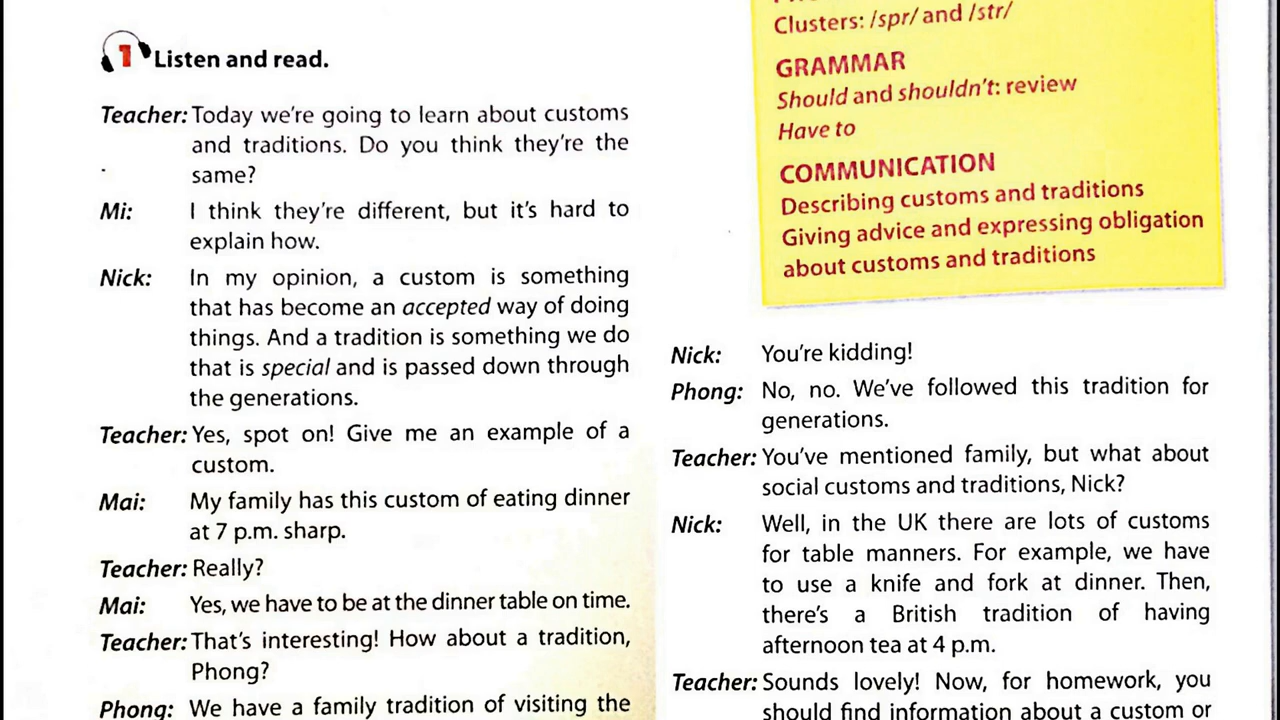 1 Listen and read.
Teacher: Today we're going to learn about customs
and traditions. Do you think they're the
same?
Mi: I think they're different, but it's hard to
explain how.
Nick: In my opinion, a custom is something
that has become an accepted way of doing
things. And a tradition is something we do
that is special and is passed down through
the generations.
Teacher: Yes, spot on! Give me an example of a
custom.
Mai: My family has this custom of eating dinner
at 7 p.m. sharp.
Teacher: Really?
Mai: Yes, we have to be at the dinner table on time.
Teacher: That's interesting! How about a tradition,
Phong?
Phong: We have a family tradition of visiting the
Clusters: /spr/ and /str/
GRAMMAR
Should and shouldn't: review
Have to
COMMUNICATION
Describing customs and traditions
Giving advice and expressing obligation
about customs and traditions
Nick: You're kidding!
Phong: No, no. We've followed this tradition for
generations.
Teacher: You've mentioned family, but what about
social customs and traditions, Nick?
Nick: Well, in the UK there are lots of customs
for table manners. For example, we have
to use a knife and fork at dinner. Then,
there's a British tradition of having
afternoon tea at 4 p.m.
Teacher: Sounds lovely! Now, for homework, you
should find information about a custom or